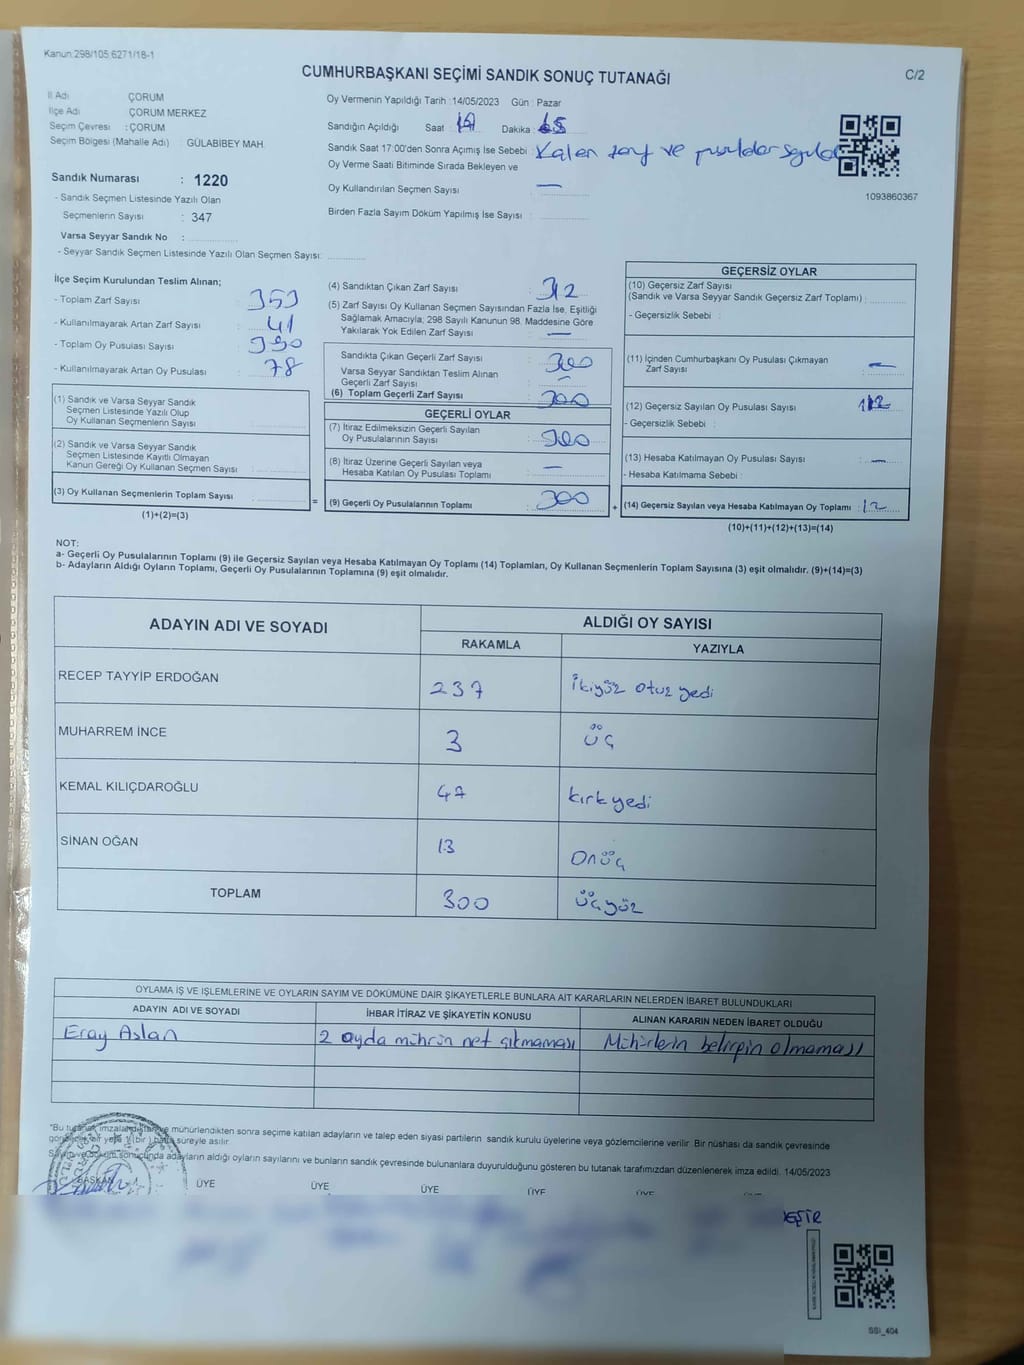 Kanun:298/105:6271/18-1
CUMHURBAŞKANI SEÇİMİ SANDIK SONUÇ TUTANAĞI
C/2
İl Adı ÇORUM
İlçe Adı ÇORUM MERKEZ
Seçim Çevresi : ÇORUM
Seçim Bölgesi (Mahalle Adı) GÜLABİBEY MAH.
Sandık Numarası : 1220
- Sandık Seçmen Listesinde Yazılı Olan
Seçmenlerin Sayısı : 347
Varsa Seyyar Sandık No :
- Seyyar Sandık Seçmen Listesinde Yazılı Olan Seçmen Sayısı:
Oy Vermenin Yapıldığı Tarih :14/05/2023 Gün : Pazar
Sandığın Açıldığı Saat Dakika :
Sandık Saat 17:00'den Sonra Açımış İse Sebebi : Kalan zarf ve pusulalar
Oy Verme Saati Bitiminde Sırada Bekleyen ve
Oy Kullandırılan Seçmen Sayısı —
Birden Fazla Sayım Döküm Yapılmış İse Sayısı :
1093860367
İlçe Seçim Kurulundan Teslim Alınan;
- Toplam Zarf Sayısı 353
- Kullanılmayarak Artan Zarf Sayısı : 41
- Toplam Oy Pusulası Sayısı 390
- Kullanılmayarak Artan Oy Pusulası : 78
(1) Sandık ve Varsa Seyyar Sandık
Seçmen Listesinde Yazılı Olup
Oy Kullanan Seçmenlerin Sayısı
(2) Sandık ve Varsa Seyyar Sandık
Seçmen Listesinde Kayıtlı Olmayan
Kanun Gereği Oy Kullanan Seçmen Sayısı :
(3) Oy Kullanan Seçmenlerin Toplam Sayısı :
(1)+(2)=(3)
=
(4) Sandıktan Çıkan Zarf Sayısı : 312
(5) Zarf Sayısı Oy Kullanan Seçmen Sayısından Fazla İse, Eşitliği
Sağlamak Amacıyla; 298 Sayılı Kanunun 98. Maddesine Göre
Yakılarak Yok Edilen Zarf Sayısı : —
Sandıkta Çıkan Geçerli Zarf Sayısı : 300
Varsa Seyyar Sandıktan Teslim Alınan
Geçerli Zarf Sayısı : –
(6) Toplam Geçerli Zarf Sayısı : 300
GEÇERLİ OYLAR
(7) İtiraz Edilmeksizin Geçerli Sayılan
Oy Pusulalarının Sayısı : 300
(8) İtiraz Üzerine Geçerli Sayılan veya
Hesaba Katılan Oy Pusulası Toplamı : —
(9) Geçerli Oy Pusulalarının Toplamı : 300
+
GEÇERSİZ OYLAR
(10) Geçersiz Zarf Sayısı
(Sandık ve Varsa Seyyar Sandık Geçersiz Zarf Toplamı) :
- Geçersizlik Sebebi :
(11) İçinden Cumhurbaşkanı Oy Pusulası Çıkmayan
Zarf Sayısı : —
(12) Geçersiz Sayılan Oy Pusulası Sayısı : 12
- Geçersizlik Sebebi :
(13) Hesaba Katılmayan Oy Pusulası Sayısı : —
- Hesaba Katılmama Sebebi :
(14) Geçersiz Sayılan veya Hesaba Katılmayan Oy Toplamı : 12
(10)+(11)+(12)+(13)=(14)
NOT:
a- Geçerli Oy Pusulalarının Toplamı (9) ile Geçersiz Sayılan veya Hesaba Katılmayan Oy Toplamı (14) Toplamları, Oy Kullanan Seçmenlerin Toplam Sayısına (3) eşit olmalıdır. (9)+(14)=(3)
b- Adayların Aldığı Oyların Toplamı, Geçerli Oy Pusulalarının Toplamına (9) eşit olmalıdır.
ADAYIN ADI VE SOYADI
ALDIĞI OY SAYISI
RAKAMLA YAZIYLA
RECEP TAYYİP ERDOĞAN 237 ikiyüz otuz yedi
MUHARREM İNCE 3 üç
KEMAL KILIÇDAROĞLU 47 kırk yedi
SİNAN OĞAN 13 onüç
TOPLAM 300 üçyüz
OYLAMA İŞ VE İŞLEMLERİNE VE OYLARIN SAYIM VE DÖKÜMÜNE DAİR ŞİKAYETLERLE BUNLARA AİT KARARLARIN NELERDEN İBARET BULUNDUKLARI
ADAYIN ADI VE SOYADI İHBAR İTİRAZ VE ŞİKAYETİN KONUSU ALINAN KARARIN NEDEN İBARET OLDUĞU
Eray Aslan 2 oyda mührün net çıkmaması Mühürlerin belirgin olmaması
"Bu tutanak imzalandıktan ve mühürlendikten sonra seçime katılan adayların ve talep eden siyasi partilerin sandık kurulu üyelerine veya gözlemcilerine verilir. Bir nüshası da sandık çevresinde
bir yere 1 (bir) hafta süreyle asılır.
Sayım ve döküm sonucunda adayların aldığı oyların sayılarını ve bunların sandık çevresinde bulunanlara duyurulduğunu gösteren bu tutanak tarafımızdan düzenlenerek imza edildi. 14/05/2023
BAŞKAN ÜYE ÜYE ÜYE ÜYE ÜYE
SSI_404